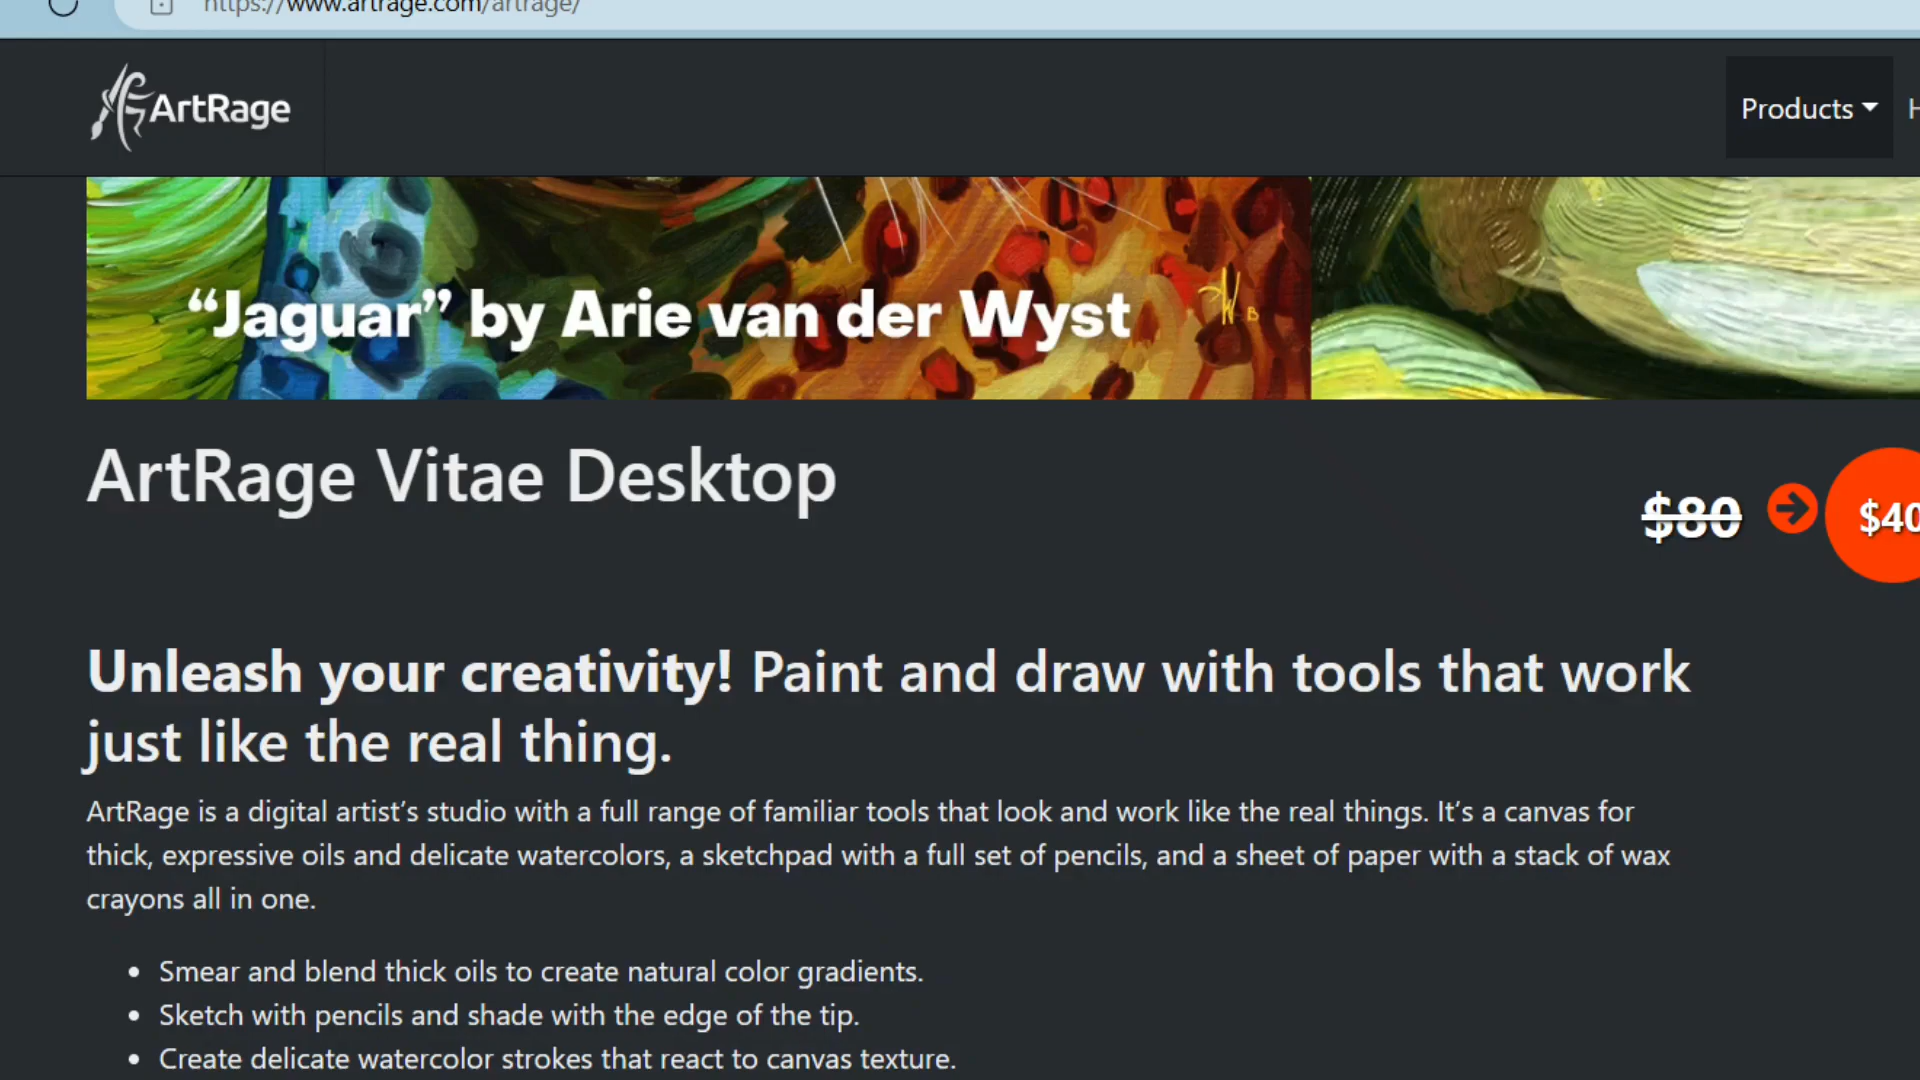 https://www.artrage.com/artrage/
ArtRage
Products
"Jaguar" by Arie van der Wyst
ArtRage Vitae Desktop
$80
$40
Unleash your creativity! Paint and draw with tools that work
just like the real thing.
ArtRage is a digital artist’s studio with a full range of familiar tools that look and work like the real things. It’s a canvas for
thick, expressive oils and delicate watercolors, a sketchpad with a full set of pencils, and a sheet of paper with a stack of wax
crayons all in one.
• Smear and blend thick oils to create natural color gradients.
• Sketch with pencils and shade with the edge of the tip.
• Create delicate watercolor strokes that react to canvas texture.